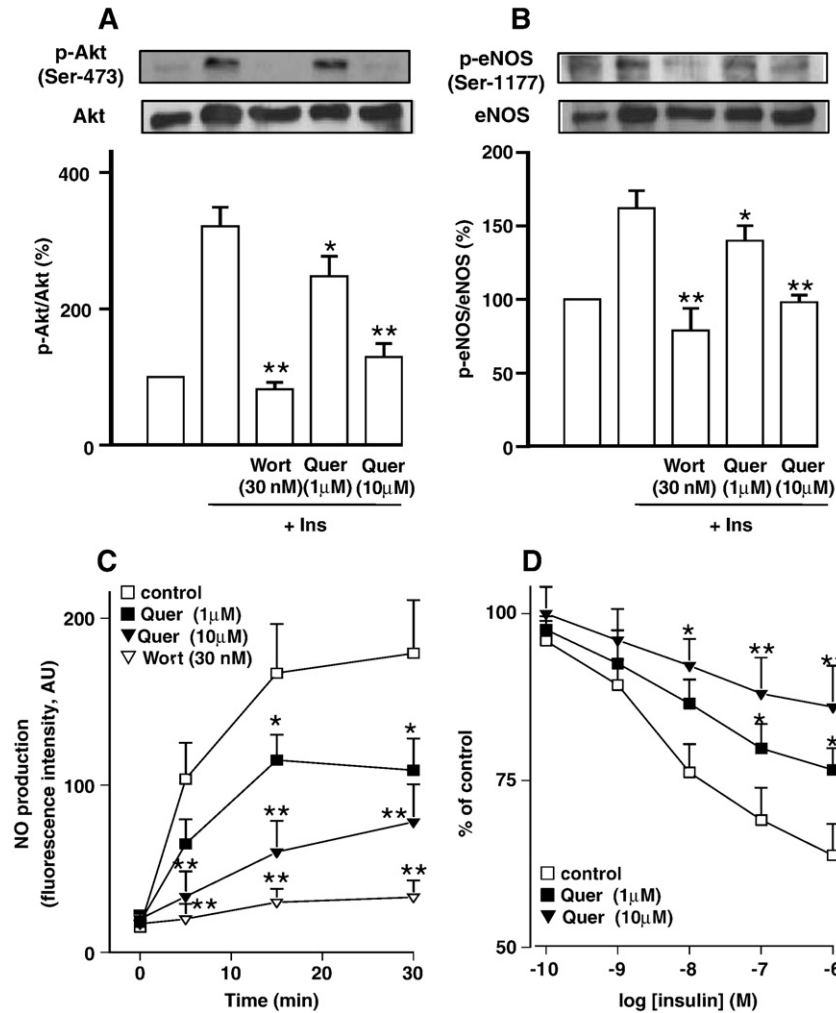 A
p-Akt
(Ser-473)
Akt
p-Akt/Akt (%)
400
200
0
*
**
**
Wort Quer Quer
(30 nM) (1μM) (10μM)
+ Ins
B
p-eNOS
(Ser-1177)
eNOS
p-eNOS/eNOS (%)
200
150
100
50
0
*
**
**
Wort Quer Quer
(30 nM) (1μM) (10μM)
+ Ins
C
control
Quer (1μM)
Quer (10μM)
Wort (30 nM)
NO production
(fluorescence intensity, AU)
200
100
0
* *
** ** **
** ** **
0 10 20 30
Time (min)
D
% of control
100
75
50
* ** **
* *
control
Quer (1μM)
Quer (10μM)
-10 -9 -8 -7 -6
log [insulin] (M)